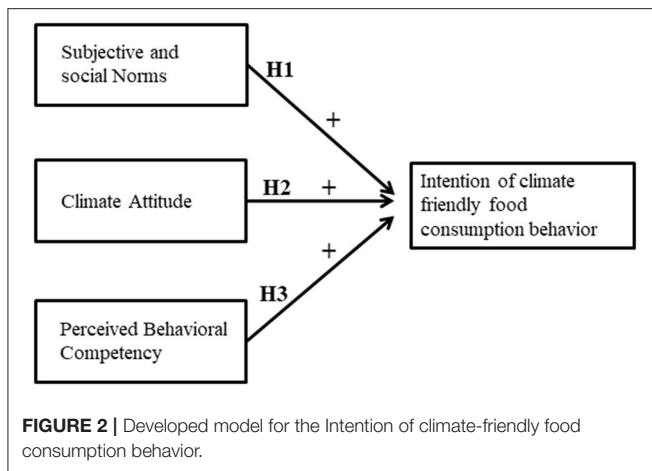 Subjective and
social Norms
H1
+
Climate Attitude
H2
+
Intention of climate
friendly food
consumption behavior
+
H3
Perceived Behavioral
Competency
FIGURE 2 | Developed model for the Intention of climate-friendly food
consumption behavior.